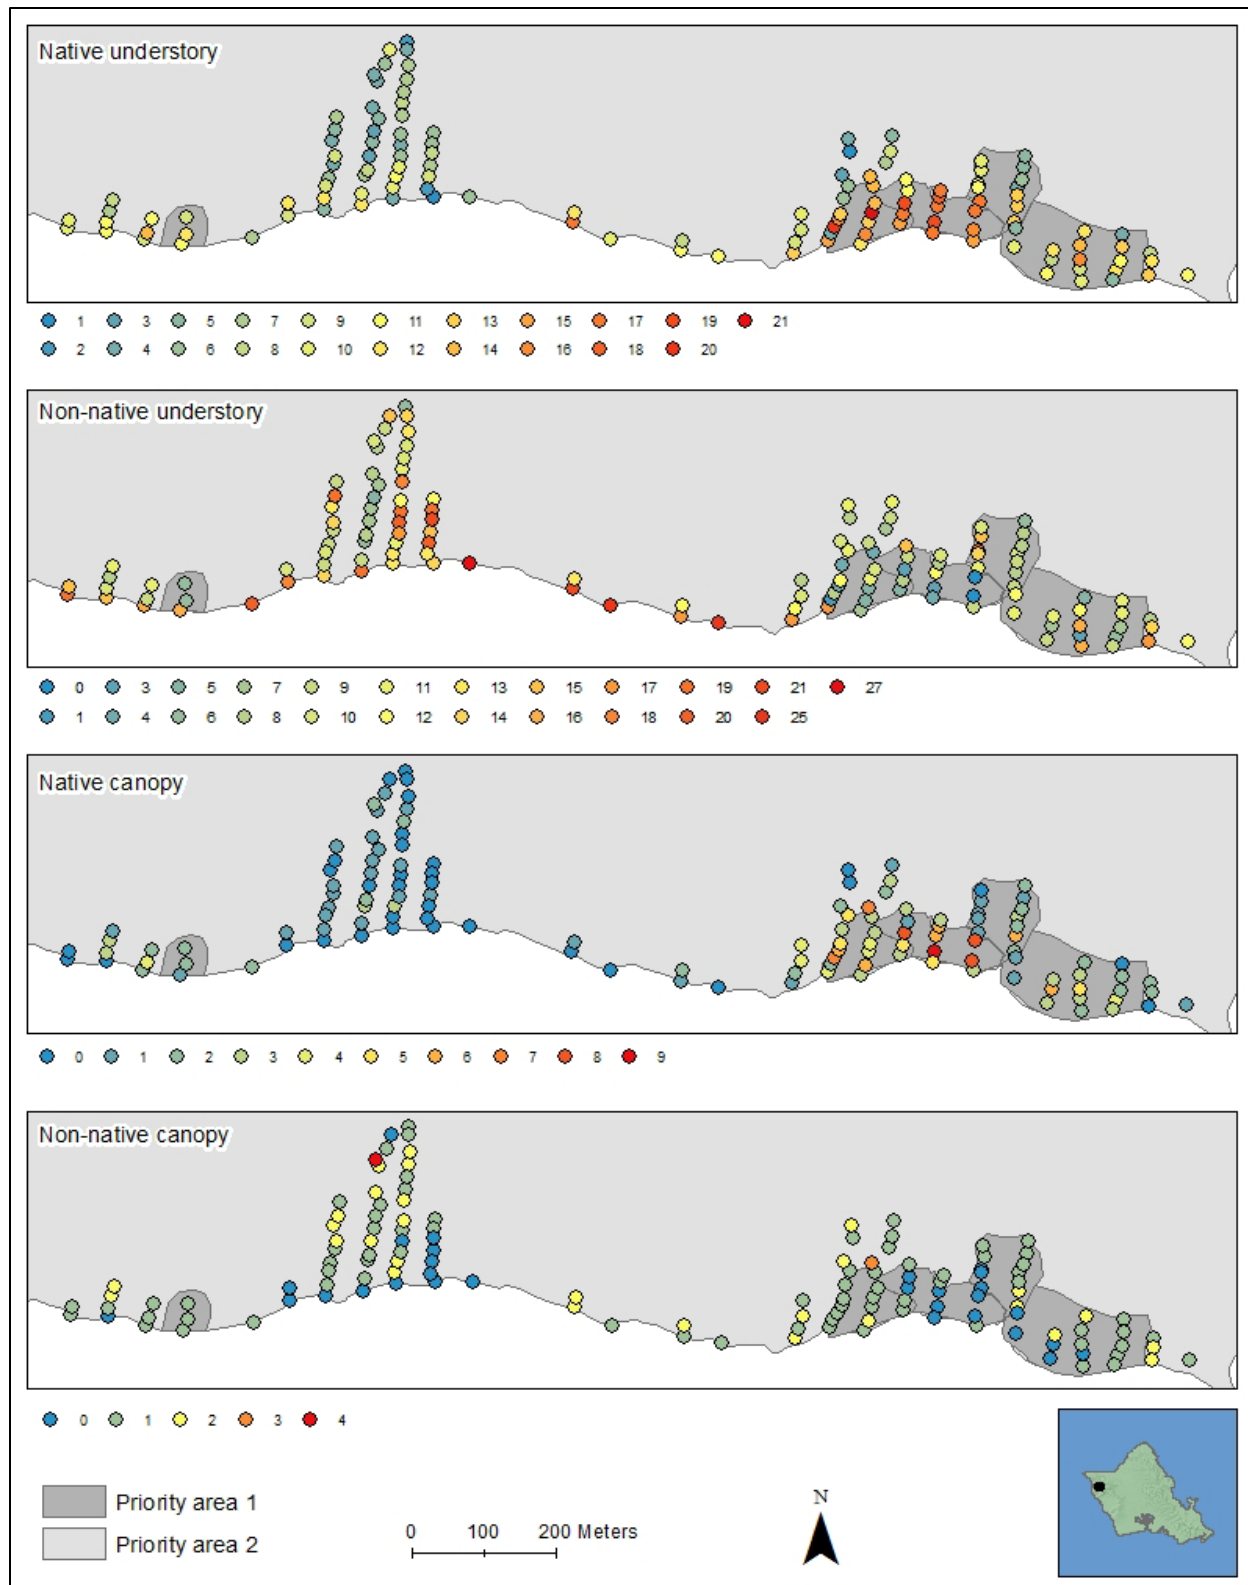 Native understory
1 3 5 7 9 11 13 15 17 19 21
2 4 6 8 10 12 14 16 18 20
Non-native understory
0 3 5 7 9 11 13 15 17 19 21 27
1 4 6 8 10 12 14 16 18 20 25
Native canopy
0 1 2 3 4 5 6 7 8 9
Non-native canopy
0 1 2 3 4
Priority area 1
Priority area 2
0 100 200 Meters
N